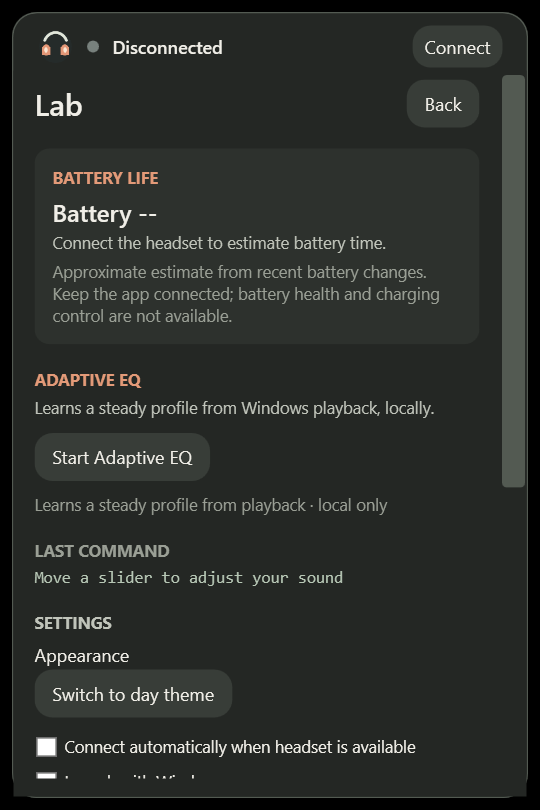 Disconnected
Connect
Lab
Back
BATTERY LIFE
Battery --
Connect the headset to estimate battery time.
Approximate estimate from recent battery changes.
Keep the app connected; battery health and charging
control are not available.
ADAPTIVE EQ
Learns a steady profile from Windows playback, locally.
Start Adaptive EQ
Learns a steady profile from playback · local only
LAST COMMAND
Move a slider to adjust your sound
SETTINGS
Appearance
Switch to day theme
Connect automatically when headset is available